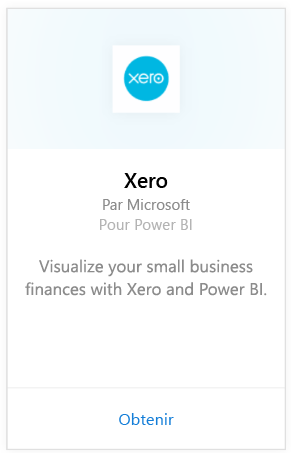 xero
Xero
Par Microsoft
Pour Power BI
Visualize your small business
finances with Xero and Power BI.
Obtenir